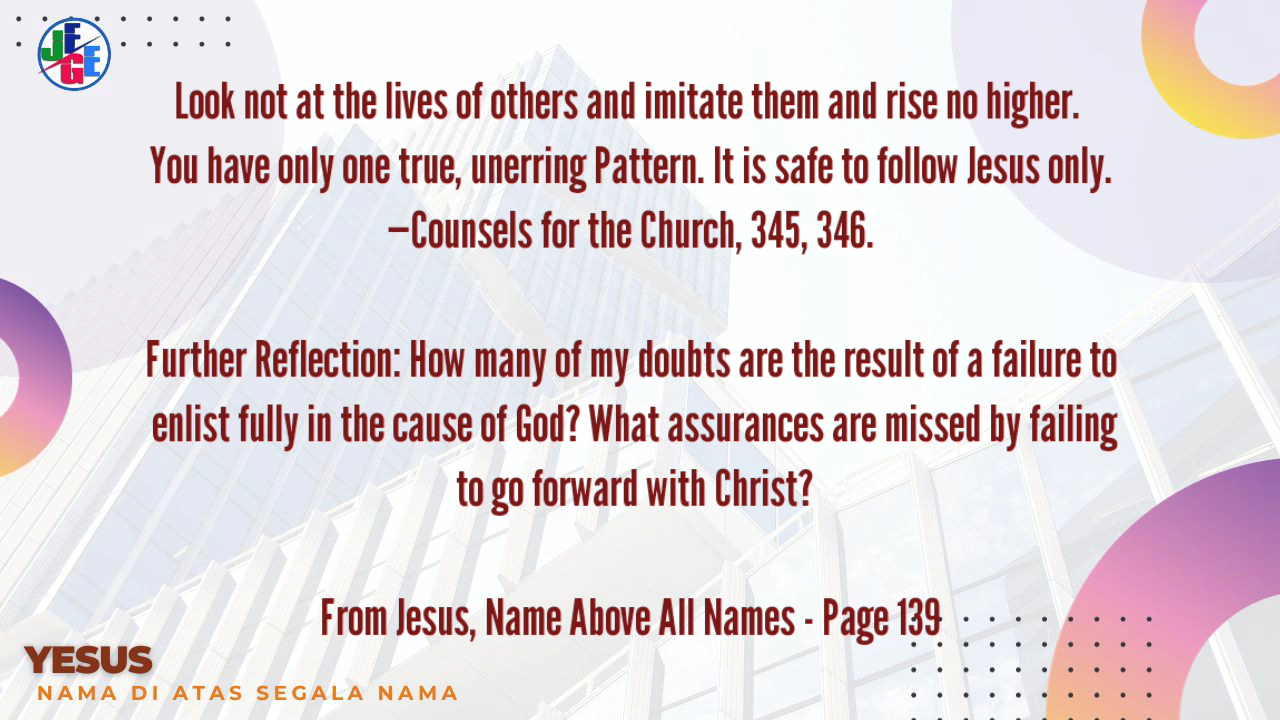 JEGE
Look not at the lives of others and imitate them and rise no higher.
You have only one true, unerring Pattern. It is safe to follow Jesus only.
–Counsels for the Church, 345, 346.
Further Reflection: How many of my doubts are the result of a failure to
enlist fully in the cause of God? What assurances are missed by failing
to go forward with Christ?
From Jesus, Name Above All Names - Page 139
YESUS
NAMA DI ATAS SEGALA NAMA